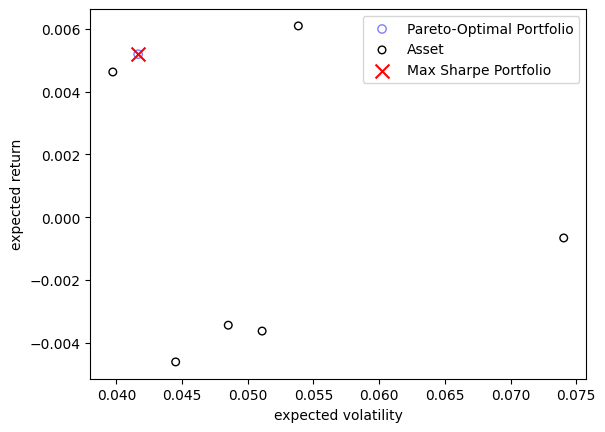 0.006
0.004
0.002
0.000
−0.002
−0.004
expected return
Pareto-Optimal Portfolio
Asset
Max Sharpe Portfolio
0.040 0.045 0.050 0.055 0.060 0.065 0.070 0.075
expected volatility